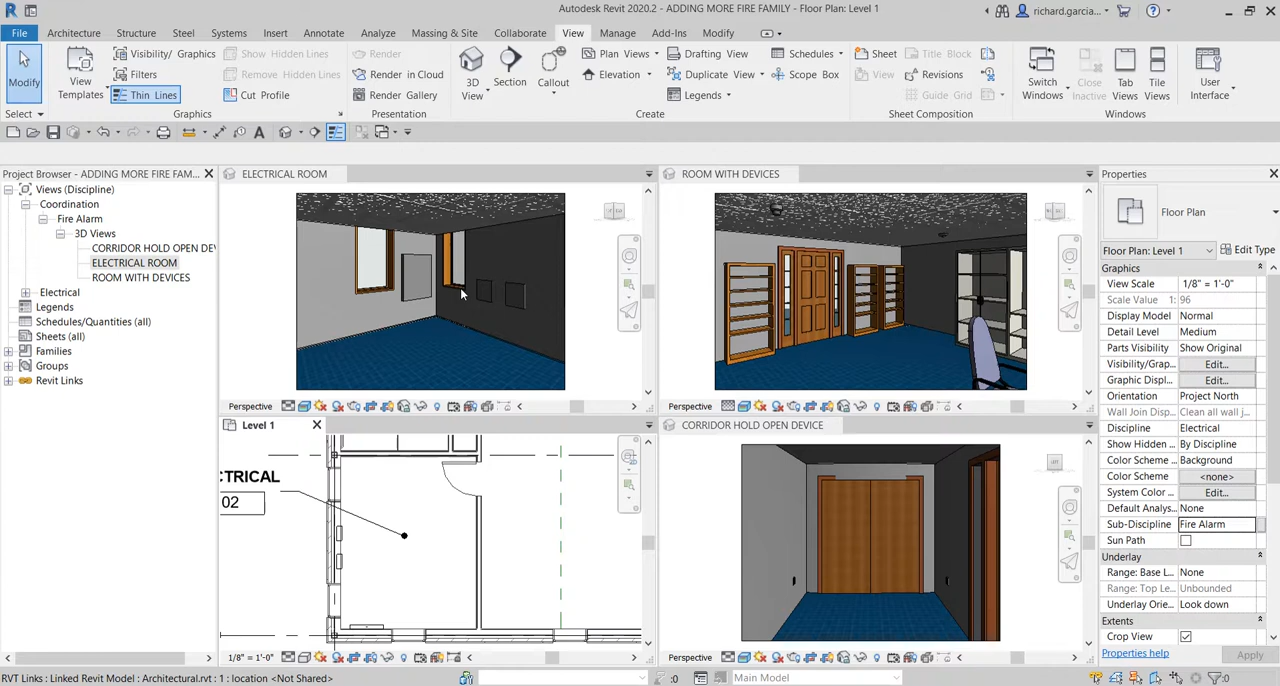 Autodesk Revit 2020.2 - ADDING MORE FIRE FAMILY - Floor Plan: Level 1
richard.garcia...
File Architecture Structure Steel Systems Insert Annotate Analyze Massing & Site Collaborate View Manage Add-Ins Modify
Modify
View Templates
Visibility/ Graphics
Filters
Thin Lines
Show Hidden Lines
Remove Hidden Lines
Cut Profile
Render
Render in Cloud
Render Gallery
3D View
Section
Callout
Plan Views
Elevation
Drafting View
Duplicate View
Legends
Schedules
Scope Box
Sheet
View
Title Block
Revisions
Guide Grid
Switch Windows
Close Inactive
Tab Views
Tile Views
User Interface
Select Graphics Presentation Create Sheet Composition Windows
Project Browser - ADDING MORE FIRE FAM...
Views (Discipline)
Coordination
Fire Alarm
3D Views
CORRIDOR HOLD OPEN DEV
ELECTRICAL ROOM
ROOM WITH DEVICES
Electrical
Legends
Schedules/Quantities (all)
Sheets (all)
Families
Groups
Revit Links
ELECTRICAL ROOM
Perspective
ROOM WITH DEVICES
Perspective
Level 1
CTRICAL
02
1/8" = 1'-0"
CORRIDOR HOLD OPEN DEVICE
Perspective
Properties
Floor Plan
Floor Plan: Level 1 Edit Type
Graphics
View Scale 1/8" = 1'-0"
Scale Value 1: 96
Display Model Normal
Detail Level Medium
Parts Visibility Show Original
Visibility/Grap... Edit...
Graphic Displ... Edit...
Orientation Project North
Wall Join Disp... Clean all wall j...
Discipline Electrical
Show Hidden ... By Discipline
Color Scheme ... Background
Color Scheme <none>
System Color ... Edit...
Default Analys... None
Sub-Discipline Fire Alarm
Sun Path
Underlay
Range: Base L... None
Range: Top Le... Unbounded
Underlay Orie... Look down
Extents
Crop View
Properties help Apply
RVT Links : Linked Revit Model : Architectural.rvt : 1 : location <Not Shared>
:0
Main Model
:0